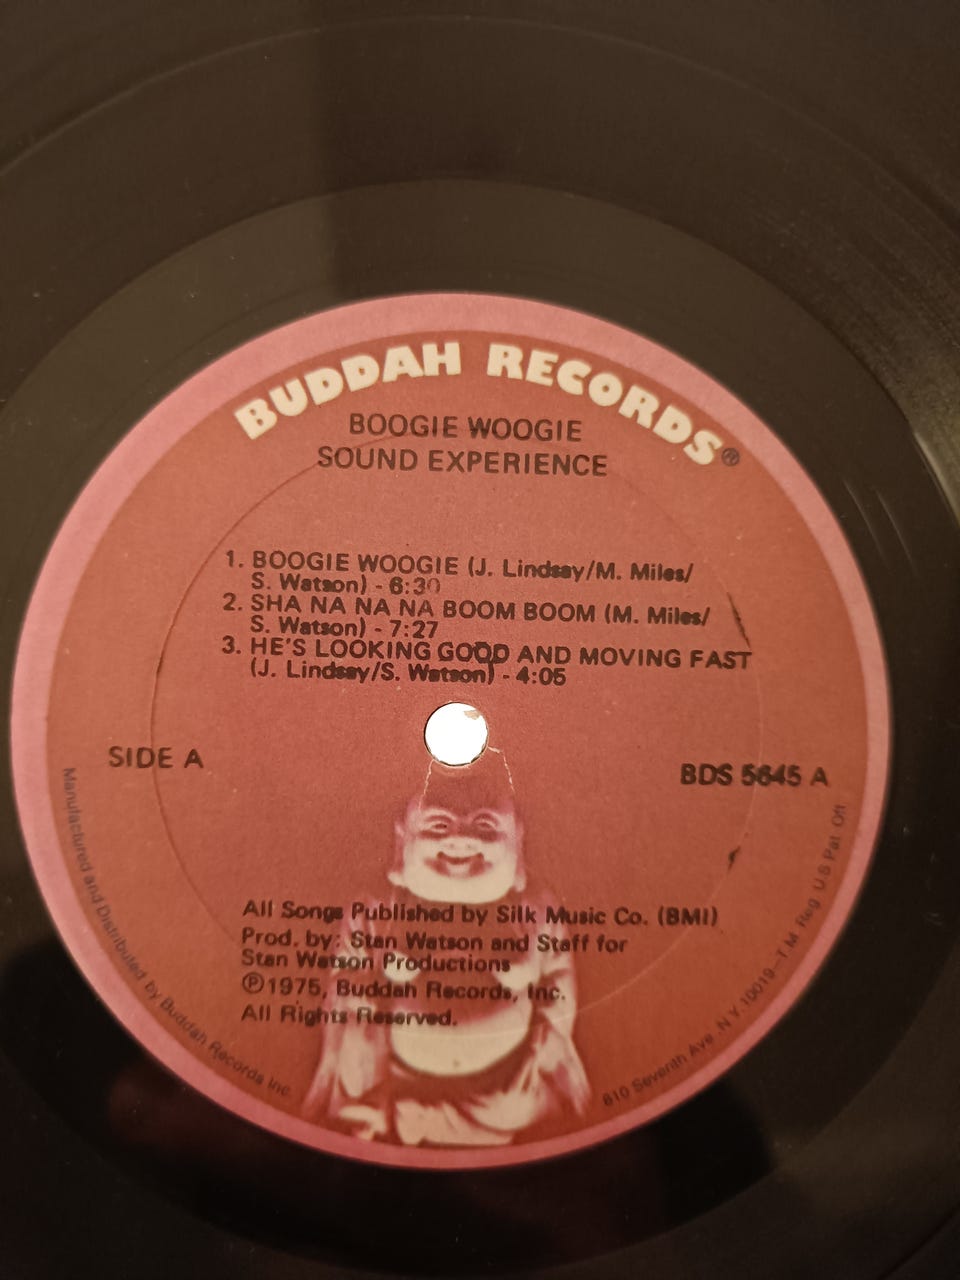 BUDDAH RECORDS®
BOOGIE WOOGIE
SOUND EXPERIENCE
1. BOOGIE WOOGIE (J. Lindsay/M. Miles/
S. Watson) - 6:30
2. SHA NA NA NA BOOM BOOM (M. Miles/
S. Watson) - 7:27
3. HE'S LOOKING GOOD AND MOVING FAST
(J. Lindsay/S. Watson) - 4:05
SIDE A
BDS 5645 A
All Songs Published by Silk Music Co. (BMI)
Prod. by: Stan Watson and Staff for
Stan Watson Productions
℗1975, Buddah Records, Inc.
All Rights Reserved.
Manufactured and Distributed by Buddah Records Inc.
810 Seventh Ave. N.Y. 10019—T.M. Reg. U.S. Pat. Off.